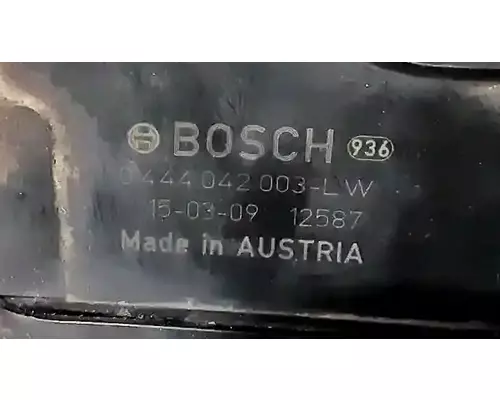 BOSCH 936
0 444 042 003-LW
15-03-09 12587
Made in AUSTRIA